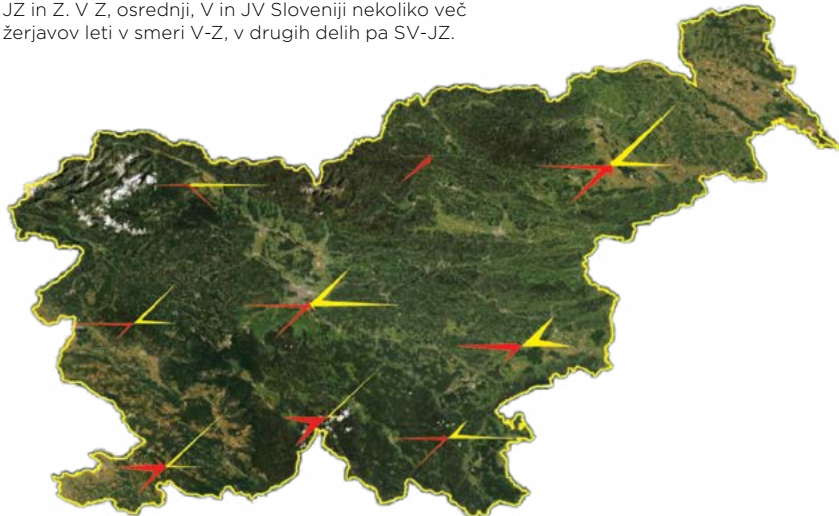 JZ in Z. V Z, osrednji, V in JV Sloveniji nekoliko več
žerjavov leti v smeri V-Z, v drugih delih pa SV-JZ.